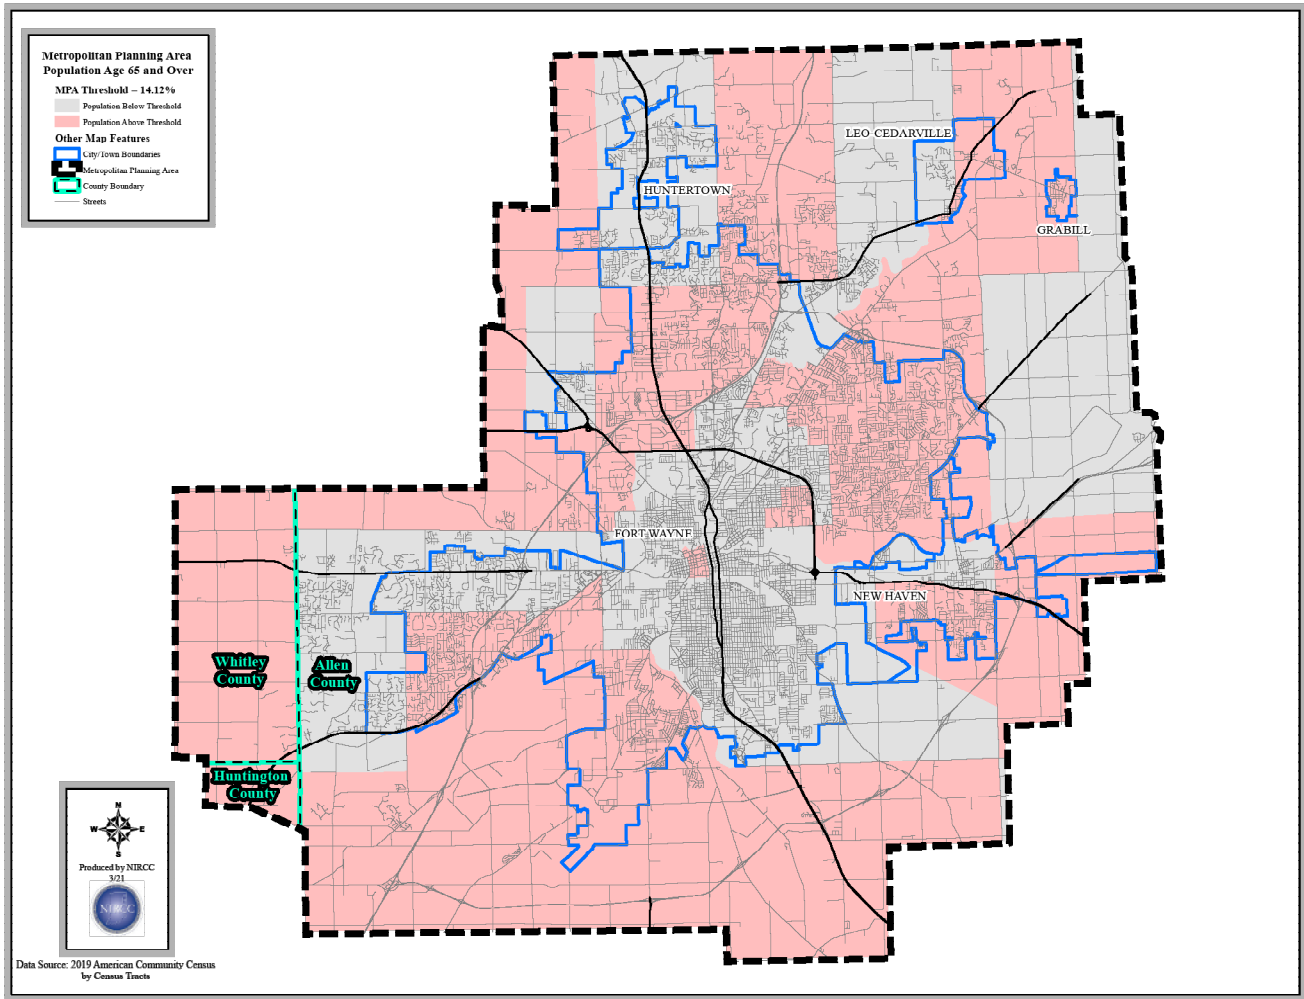 Metropolitan Planning Area
Population Age 65 and Over
MPA Threshold – 14.12%
Population Below Threshold
Population Above Threshold
Other Map Features
City/Town Boundaries
Metropolitan Planning Area
County Boundary
Streets
LEO-CEDARVILLE
HUNTERTOWN
GRABILL
FORT WAYNE
NEW HAVEN
Whitley
County
Allen
County
Huntington
County
N
W E
S
Produced by NIRCC
3/21
NIRCC
Data Source: 2019 American Community Census
by Census Tracts